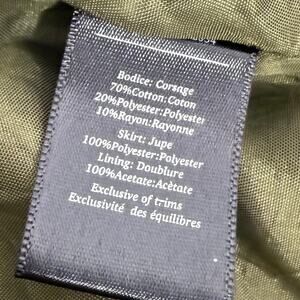 Bodice: Corsage
70%Cotton:Coton
20%Polyester:Polyester
10%Rayon:Rayonne
Skirt: Jupe
100%Polyester:Polyester
Lining: Doublure
100%Acetate:Acètate
Exclusive of trims
Exclusivité des équilibres